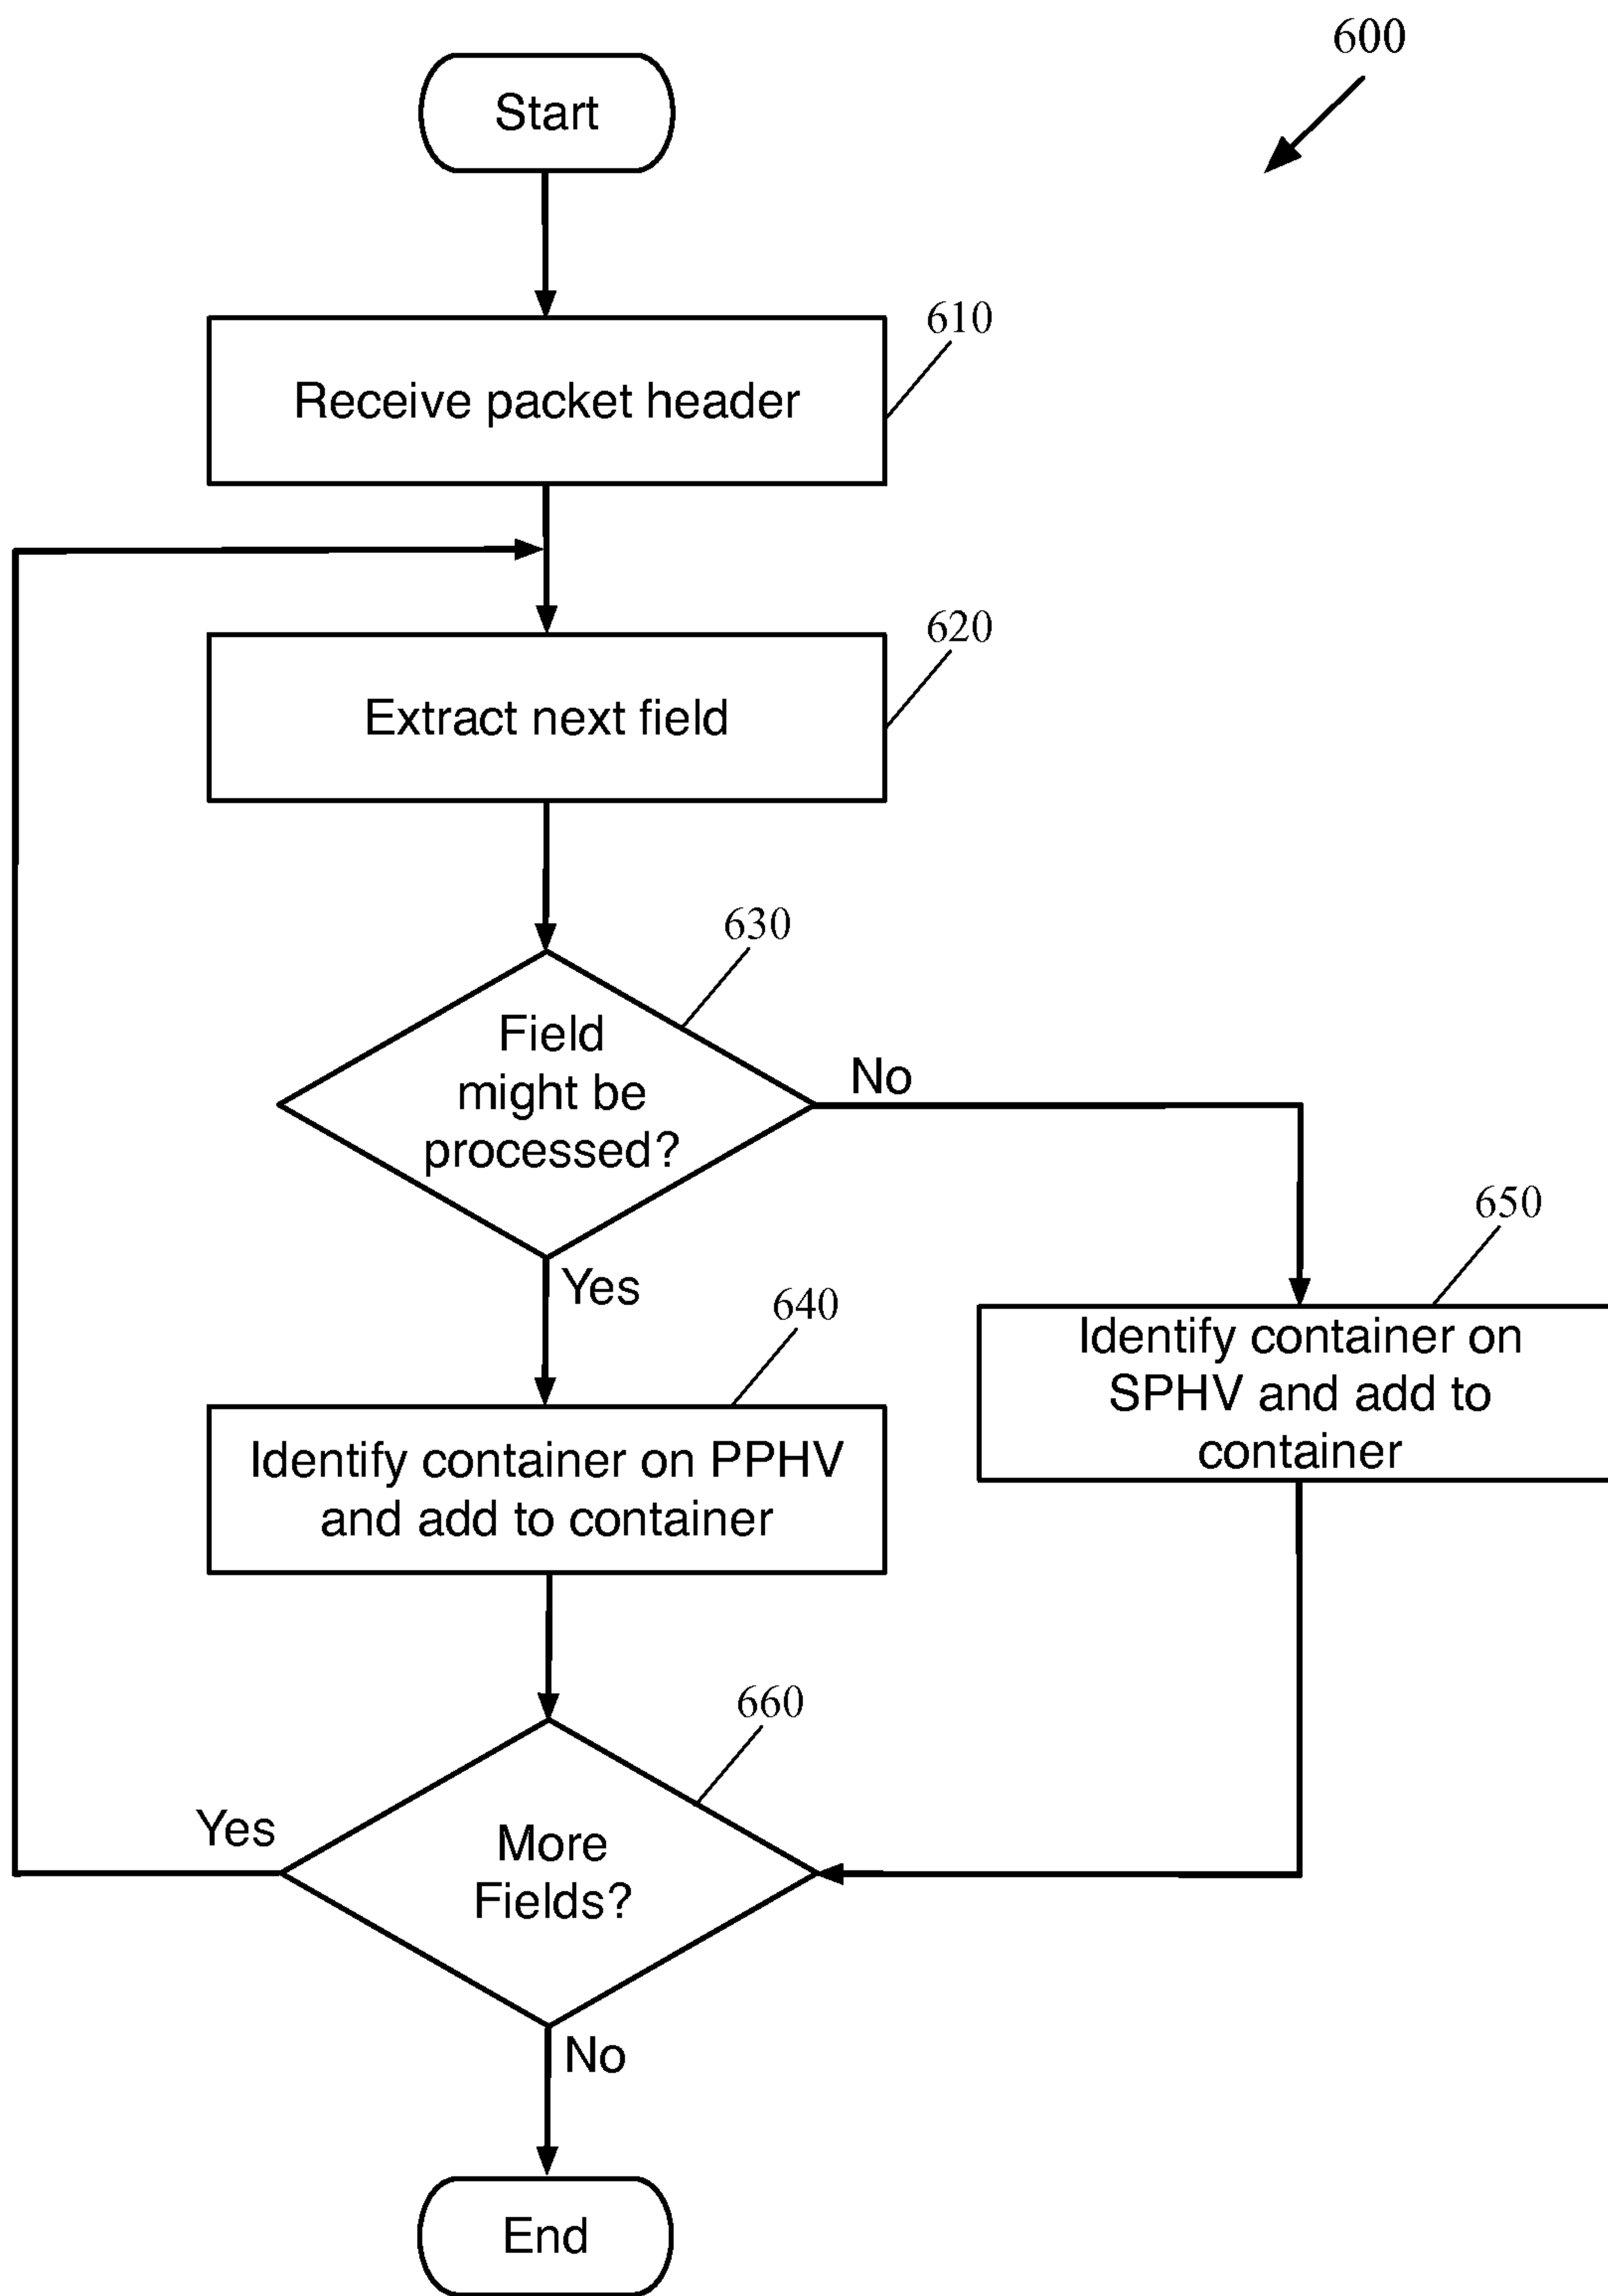 600
Start
610
Receive packet header
620
Extract next field
630
Field
might be
processed?
No
Yes
640
650
Identify container on
SPHV and add to
container
Identify container on PPHV
and add to container
660
Yes
More
Fields?
No
End